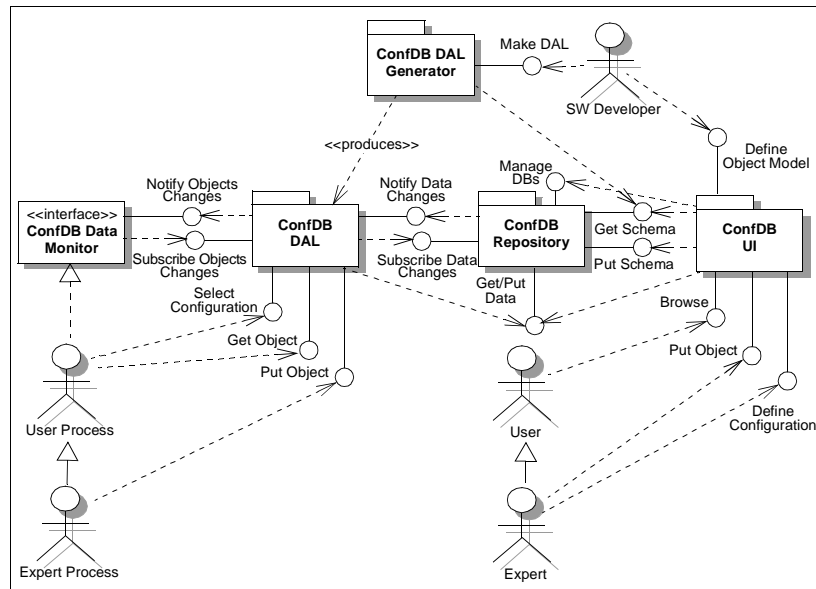 ConfDB DAL
Generator
Make DAL
SW Developer
<<produces>>
Define
Object Model
Manage
DBs
Notify Objects
Changes
Notify Data
Changes
<<interface>>
ConfDB Data
Monitor
ConfDB
DAL
ConfDB
Repository
Get Schema
ConfDB
UI
Subscribe Objects
Changes
Subscribe Data
Changes
Put Schema
Select
Configuration
Get/Put
Data
Browse
Get Object
Put Object
Put Object
User Process
User
Define
Configuration
Expert Process
Expert